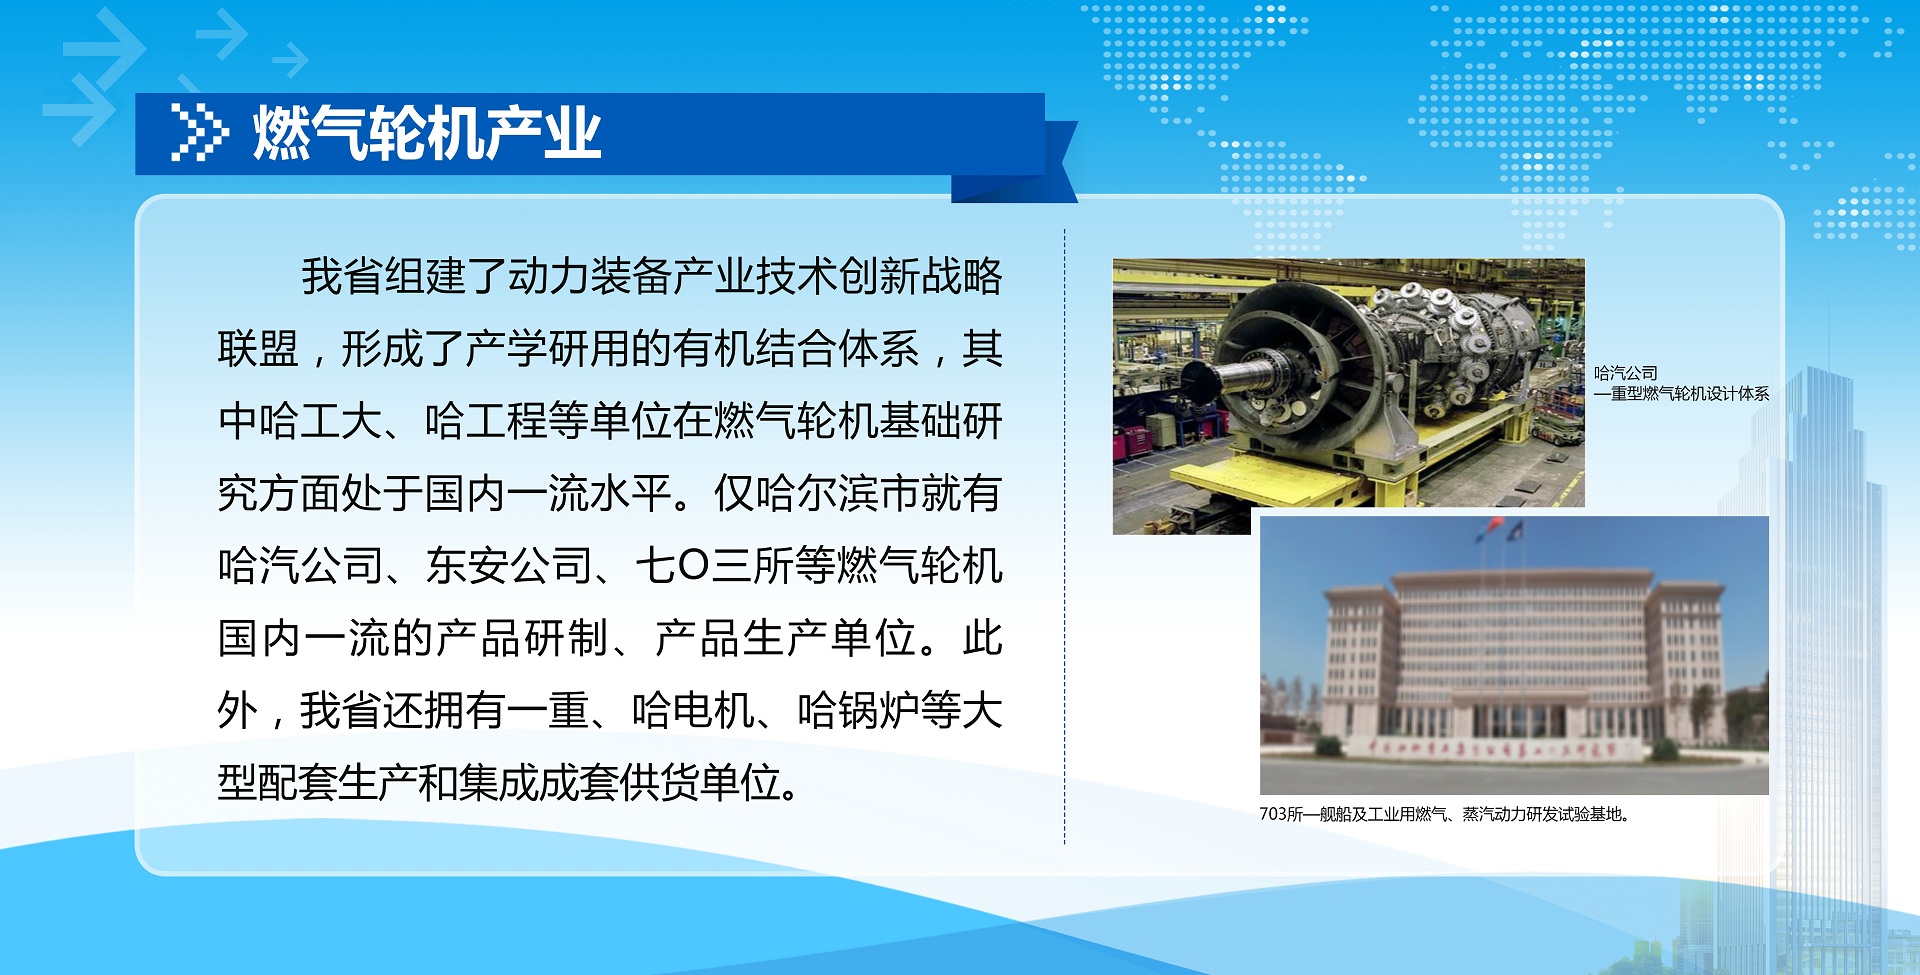 燃气轮机产业
我省组建了动力装备产业技术创新战略
联盟，形成了产学研用的有机结合体系，其
中哈工大、哈工程等单位在燃气轮机基础研
究方面处于国内一流水平。仅哈尔滨市就有
哈汽公司、东安公司、七O三所等燃气轮机
国内一流的产品研制、产品生产单位。此
外，我省还拥有一重、哈电机、哈锅炉等大
型配套生产和集成成套供货单位。
哈汽公司
—重型燃气轮机设计体系
703所—舰船及工业用燃气、蒸汽动力研发试验基地。